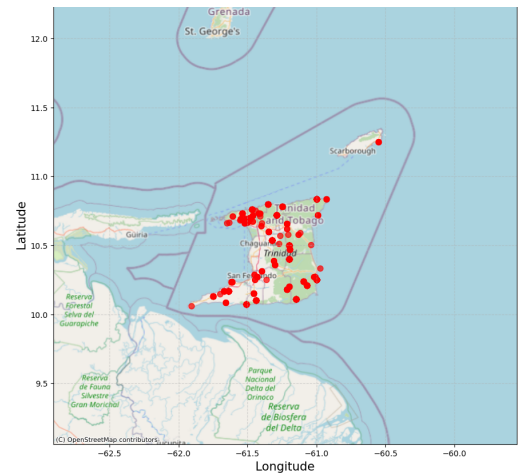 Grenada
St. George's
12.0
11.5
Scarborough
11.0
Trinidad
and Tobago
Güiria
10.5
Chaguan
Trinidad
San Fernando
10.0
Reserva
Forestal
Selva del
Guarapiche
9.5
Reserva
de Fauna
Silvestre
Gran Morichal
Parque
Nacional
Delta del
Orinoco
Reserva
de Biosfera
del Delta
(C) OpenStreetMap contributors
−62.5
−62.0
−61.5
−61.0
−60.5
−60.0
Longitude
Latitude